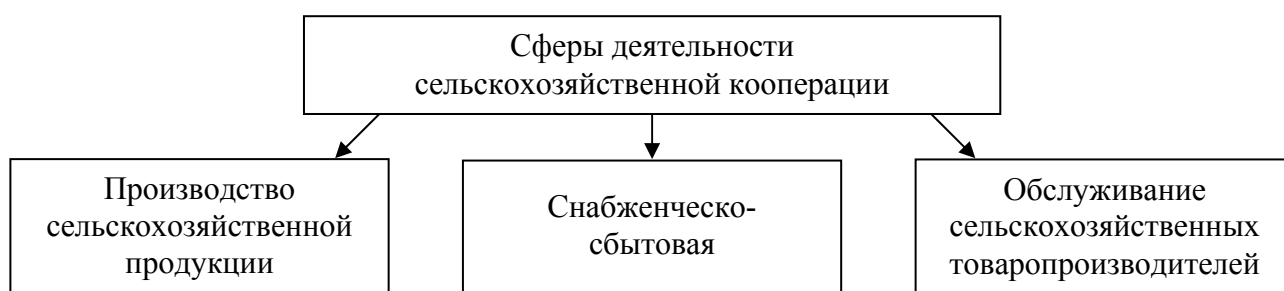 Сферы деятельности
сельскохозяйственной кооперации
Производство
сельскохозяйственной
продукции
Снабженческо-
сбытовая
Обслуживание
сельскохозяйственных
товаропроизводителей